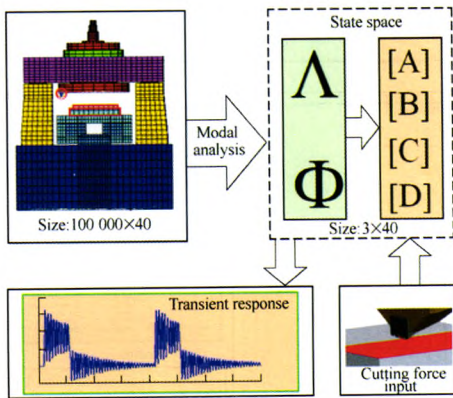 State space
Λ
Φ
[A]
[B]
[C]
[D]
Modal
analysis
Size:100 000×40
Size: 3×40
Transient response
Cutting force
input